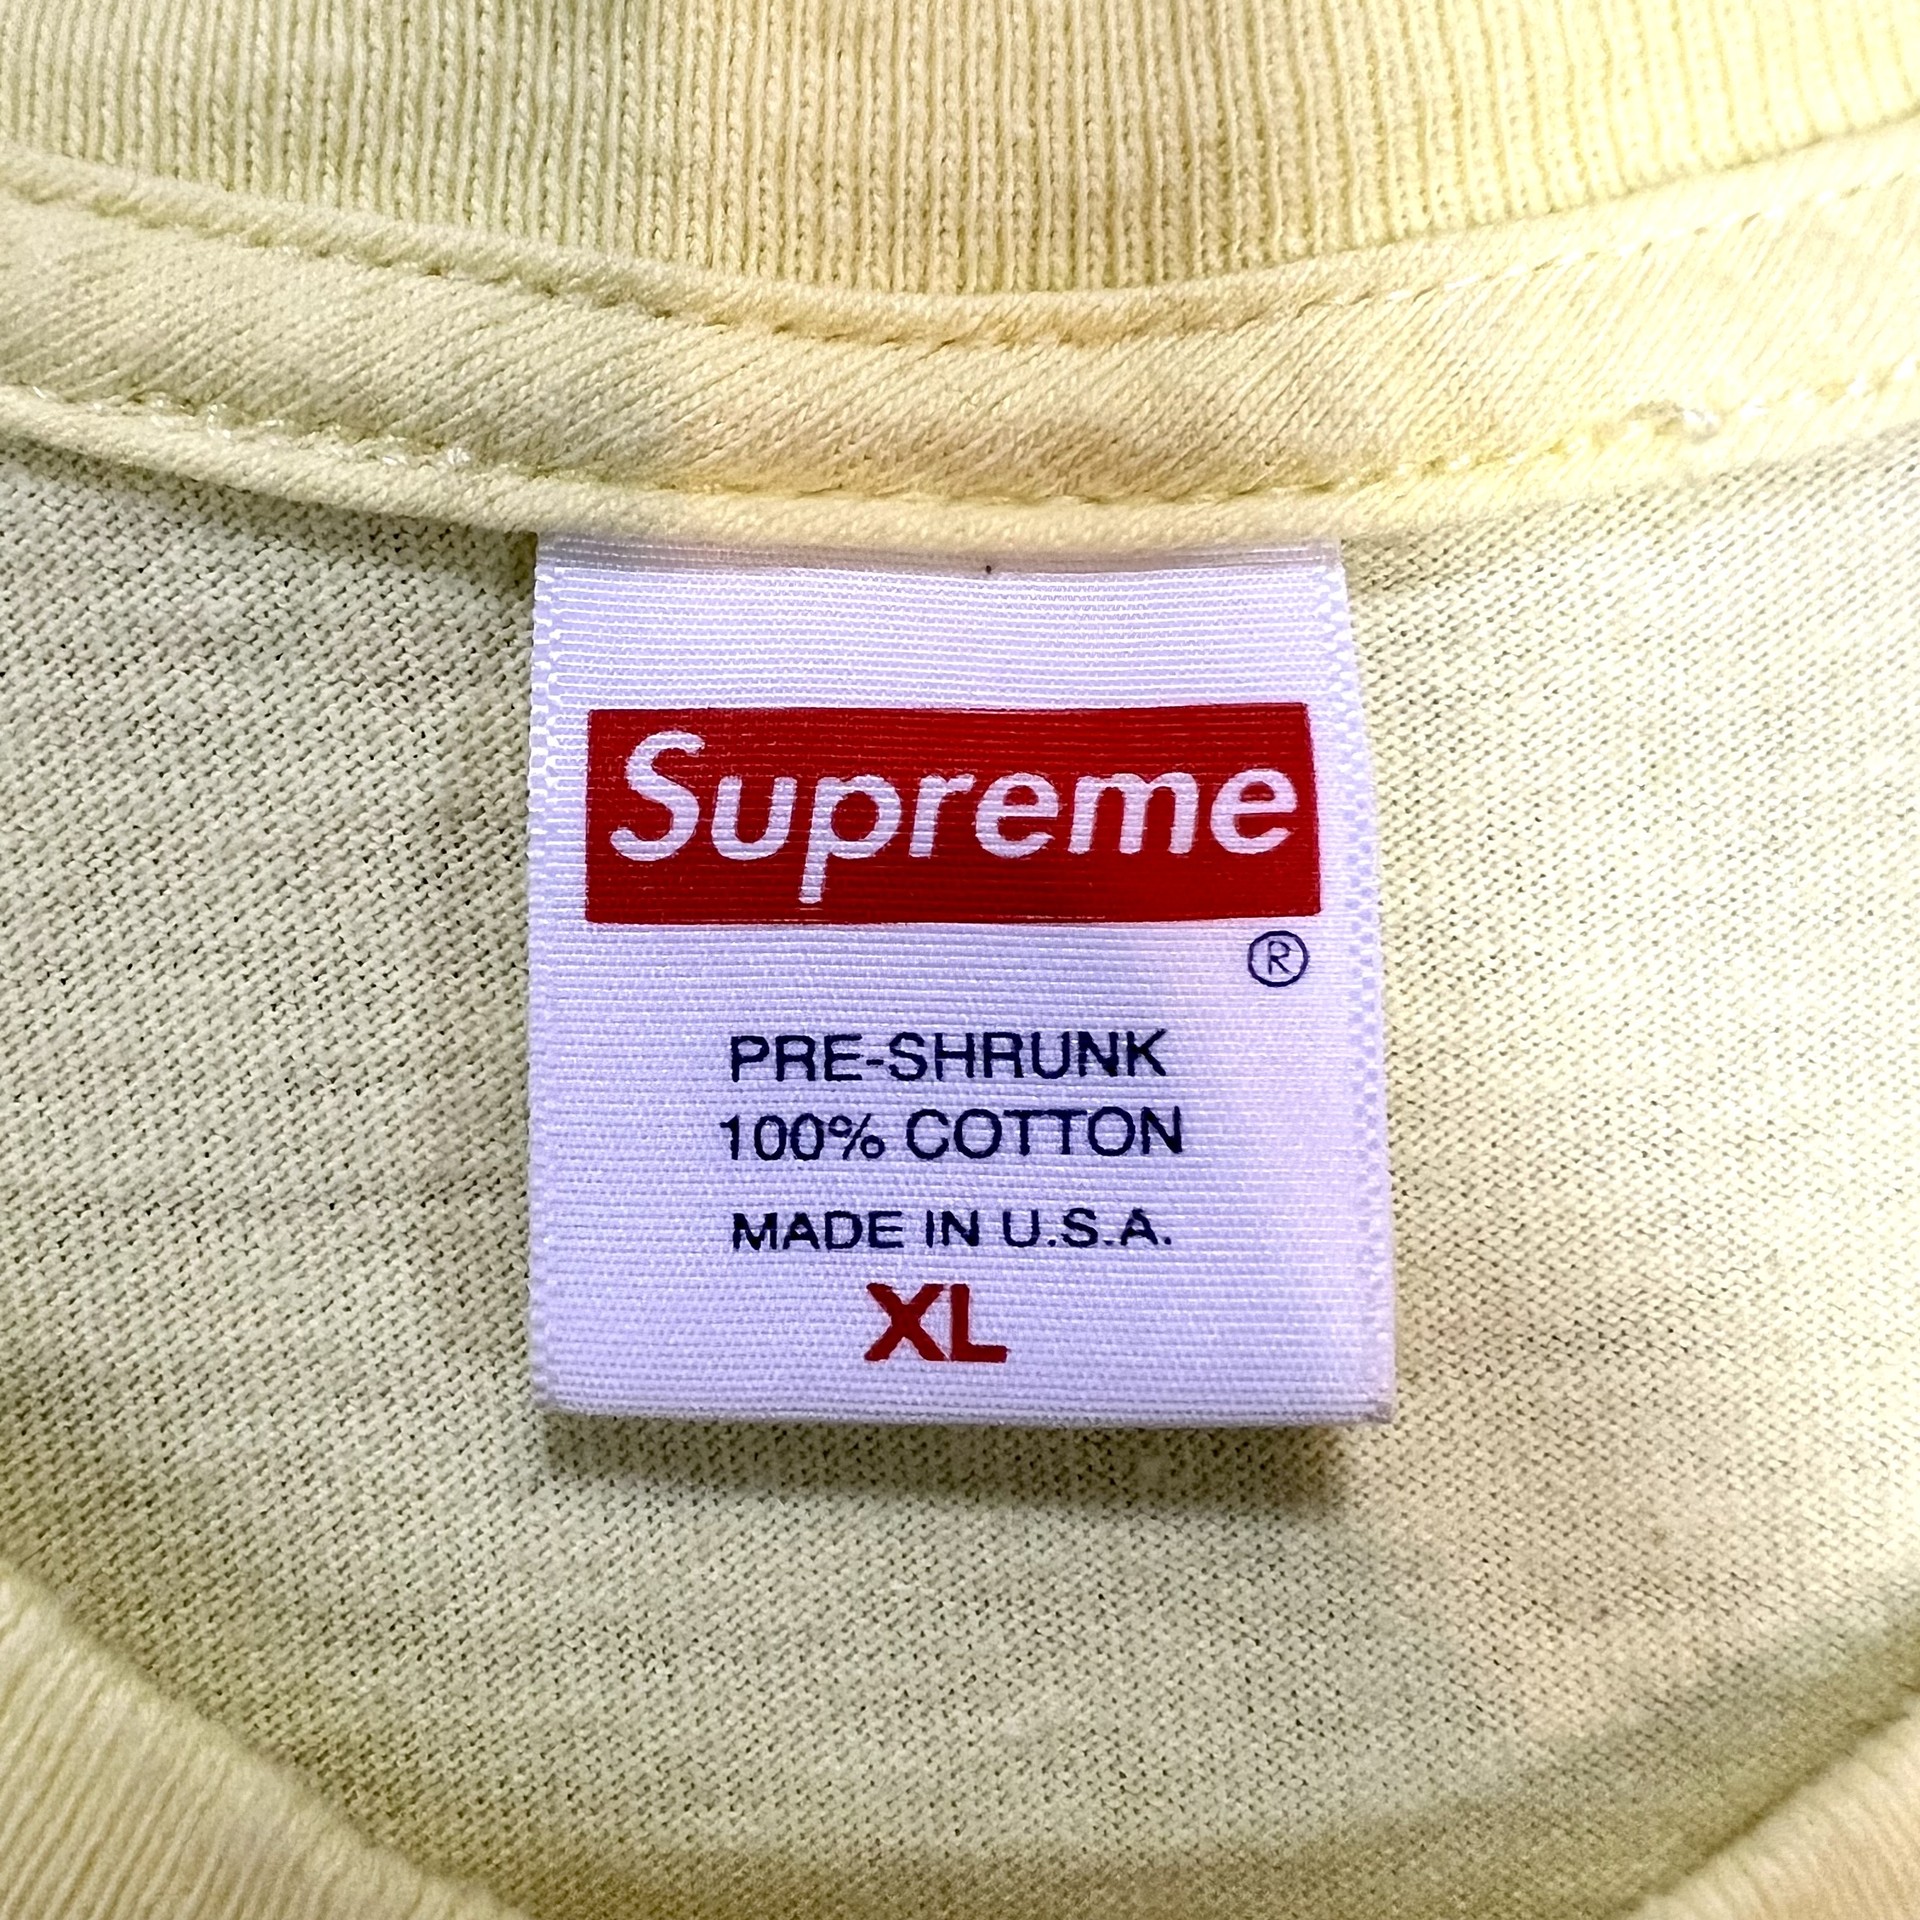 Supreme
®
PRE-SHRUNK
100% COTTON
MADE IN U.S.A.
XL